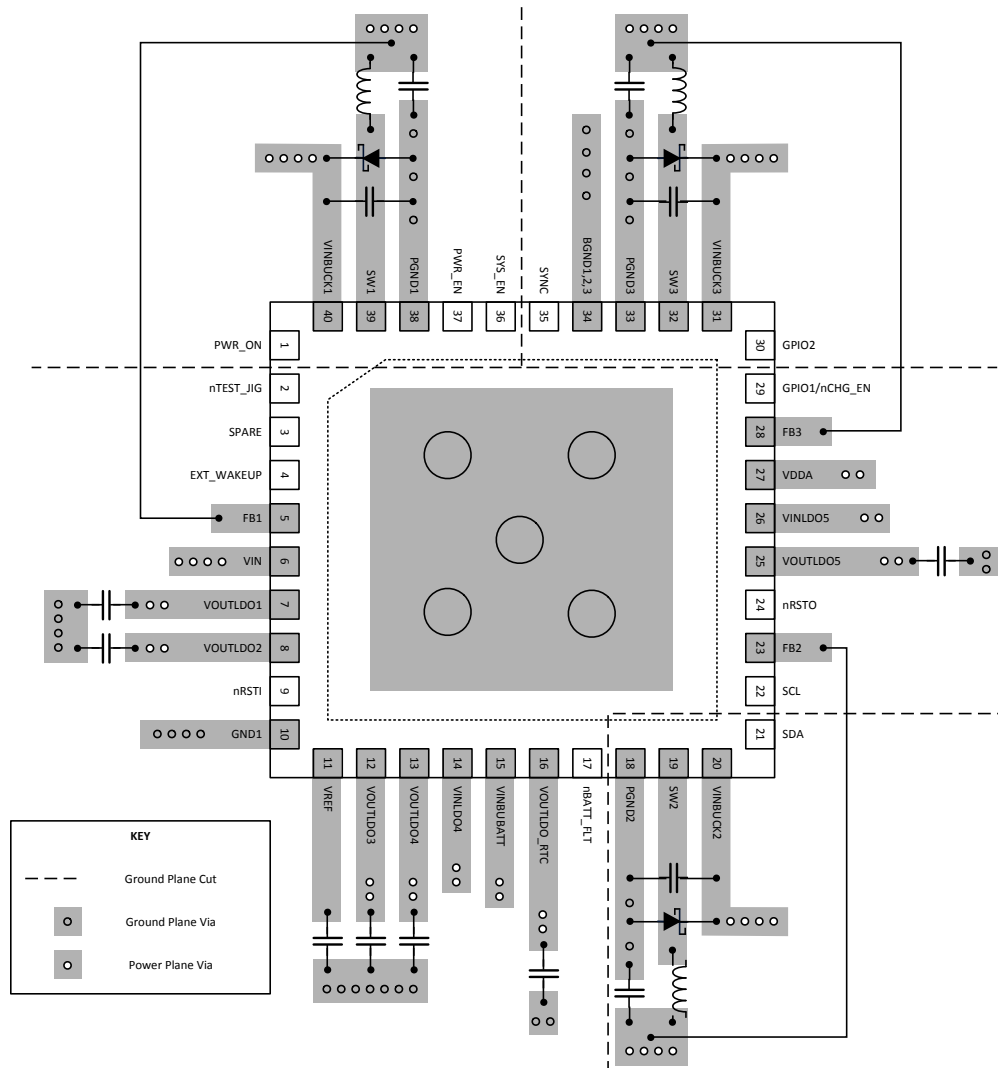 VINBUCK1
SW1
PGND1
PWR_EN
SYS_EN
SYNC
BGND1,2,3
PGND3
SW3
VINBUCK3
40
39
38
37
36
35
34
33
32
31
PWR_ON
1
30
GPIO2
nTEST_JIG
2
29
GPIO1/nCHG_EN
SPARE
3
28
FB3
EXT_WAKEUP
4
27
VDDA
FB1
5
26
VINLDO5
VIN
6
25
VOUTLDO5
VOUTLDO1
7
24
nRSTO
VOUTLDO2
8
23
FB2
nRSTI
9
22
SCL
GND1
10
21
SDA
11
12
13
14
15
16
17
18
19
20
VREF
VOUTLDO3
VOUTLDO4
VINLDO4
VINBUBATT
VOUTLDO_RTC
nBATT_FLT
PGND2
SW2
VINBUCK2
KEY
Ground Plane Cut
Ground Plane Via
Power Plane Via